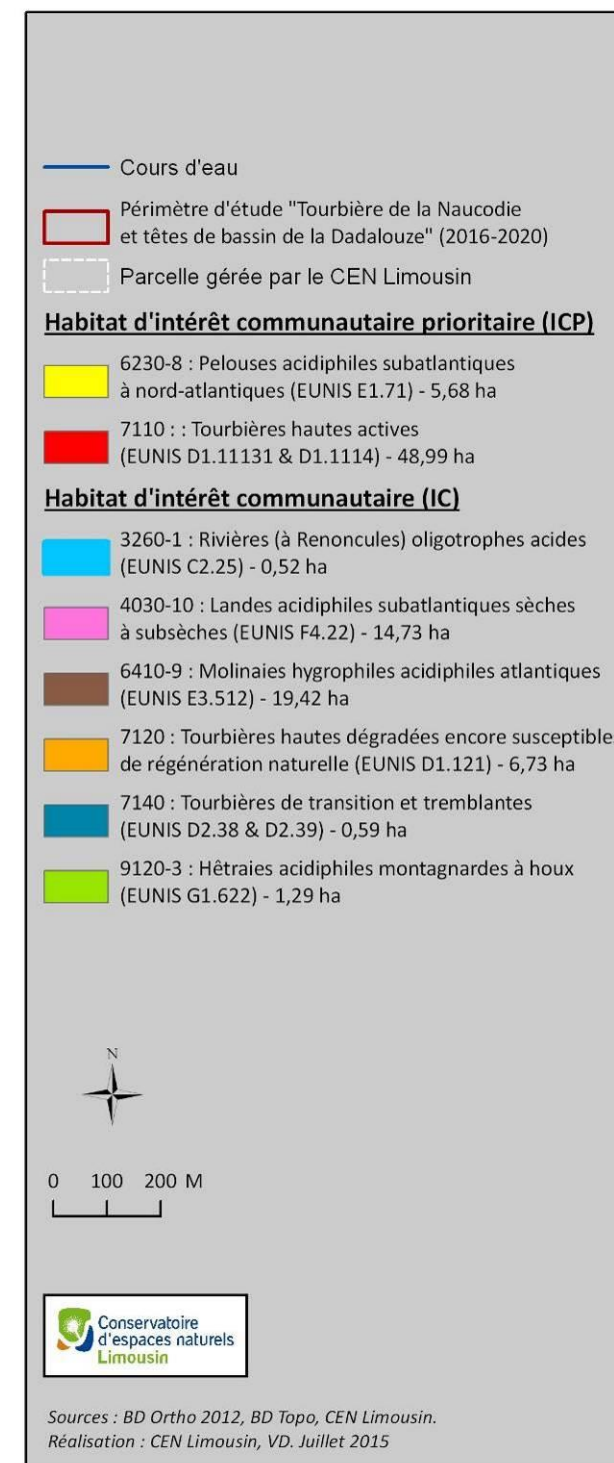 Cours d'eau
Périmètre d'étude "Tourbière de la Naucodie
et têtes de bassin de la Dadalouze" (2016-2020)
Parcelle gérée par le CEN Limousin
Habitat d'intérêt communautaire prioritaire (ICP)
6230-8 : Pelouses acidiphiles subatlantiques
à nord-atlantiques (EUNIS E1.71) - 5,68 ha
7110 : : Tourbières hautes actives
(EUNIS D1.11131 & D1.1114) - 48,99 ha
Habitat d'intérêt communautaire (IC)
3260-1 : Rivières (à Renoncules) oligotrophes acides
(EUNIS C2.25) - 0,52 ha
4030-10 : Landes acidiphiles subatlantiques sèches
à subsèches (EUNIS F4.22) - 14,73 ha
6410-9 : Molinaies hygrophiles acidiphiles atlantiques
(EUNIS E3.512) - 19,42 ha
7120 : Tourbières hautes dégradées encore susceptible
de régénération naturelle (EUNIS D1.121) - 6,73 ha
7140 : Tourbières de transition et tremblantes
(EUNIS D2.38 & D2.39) - 0,59 ha
9120-3 : Hêtraies acidiphiles montagnardes à houx
(EUNIS G1.622) - 1,29 ha
N
0 100 200 M
Conservatoire
d'espaces naturels
Limousin
Sources : BD Ortho 2012, BD Topo, CEN Limousin.
Réalisation : CEN Limousin, VD. Juillet 2015